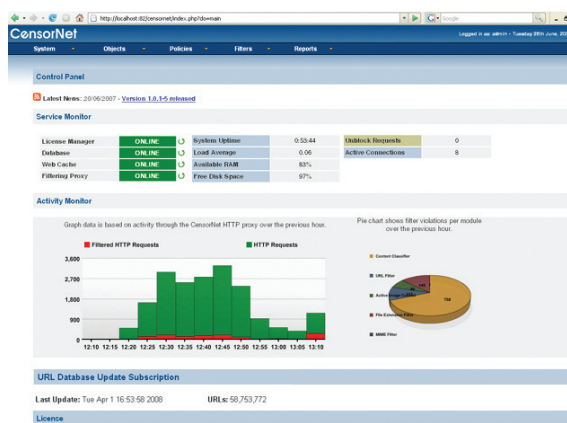 http://localhost:82/censornet/index.php?do=main
Google
CensorNet
Logged in as: admin - Tuesday 26th June, 20
System Objects Policies Filters Reports
Control Panel
Latest News: 20/06/2007 - Version 1.0.1-5 released
Service Monitor
License Manager ONLINE System Uptime 0:53:44 Unblock Requests 0
Database ONLINE Load Average 0.06 Active Connections 8
Web Cache ONLINE Available RAM 83%
Filtering Proxy ONLINE Free Disk Space 97%
Activity Monitor
Graph data is based on activity through the CensorNet HTTP proxy over the previous hour.
Pie chart shows filter violations per module
over the previous hour.
Filtered HTTP Requests HTTP Requests
3,600
2,700
1,800
900
0
12:10 12:15 12:20 12:25 12:30 12:35 12:40 12:45 12:50 12:55 13:00 13:05 13:10
Content Classifier
URL Filter
Active Image Filter
File Extension Filter
MIME Filter
URL Database Update Subscription
Last Update: Tue Apr 1 16:53:58 2008 URLs: 58,753,772
License